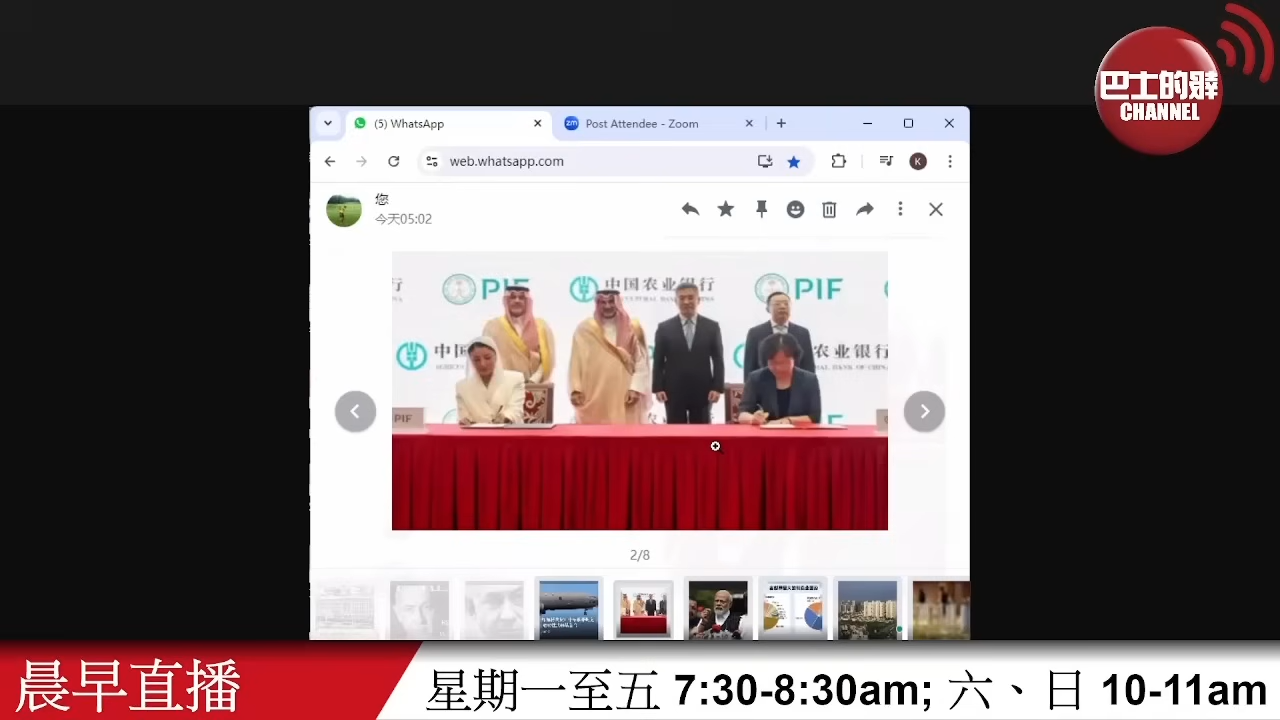 巴士的報
CHANNEL
(5) WhatsApp
Post Attendee - Zoom
web.whatsapp.com
K
您
今天05:02
行
PIF
中国农业银行
PIF
中国
农业银行
PIF
2/8
晨早直播
星期一至五 7:30-8:30am; 六、日 10-11am